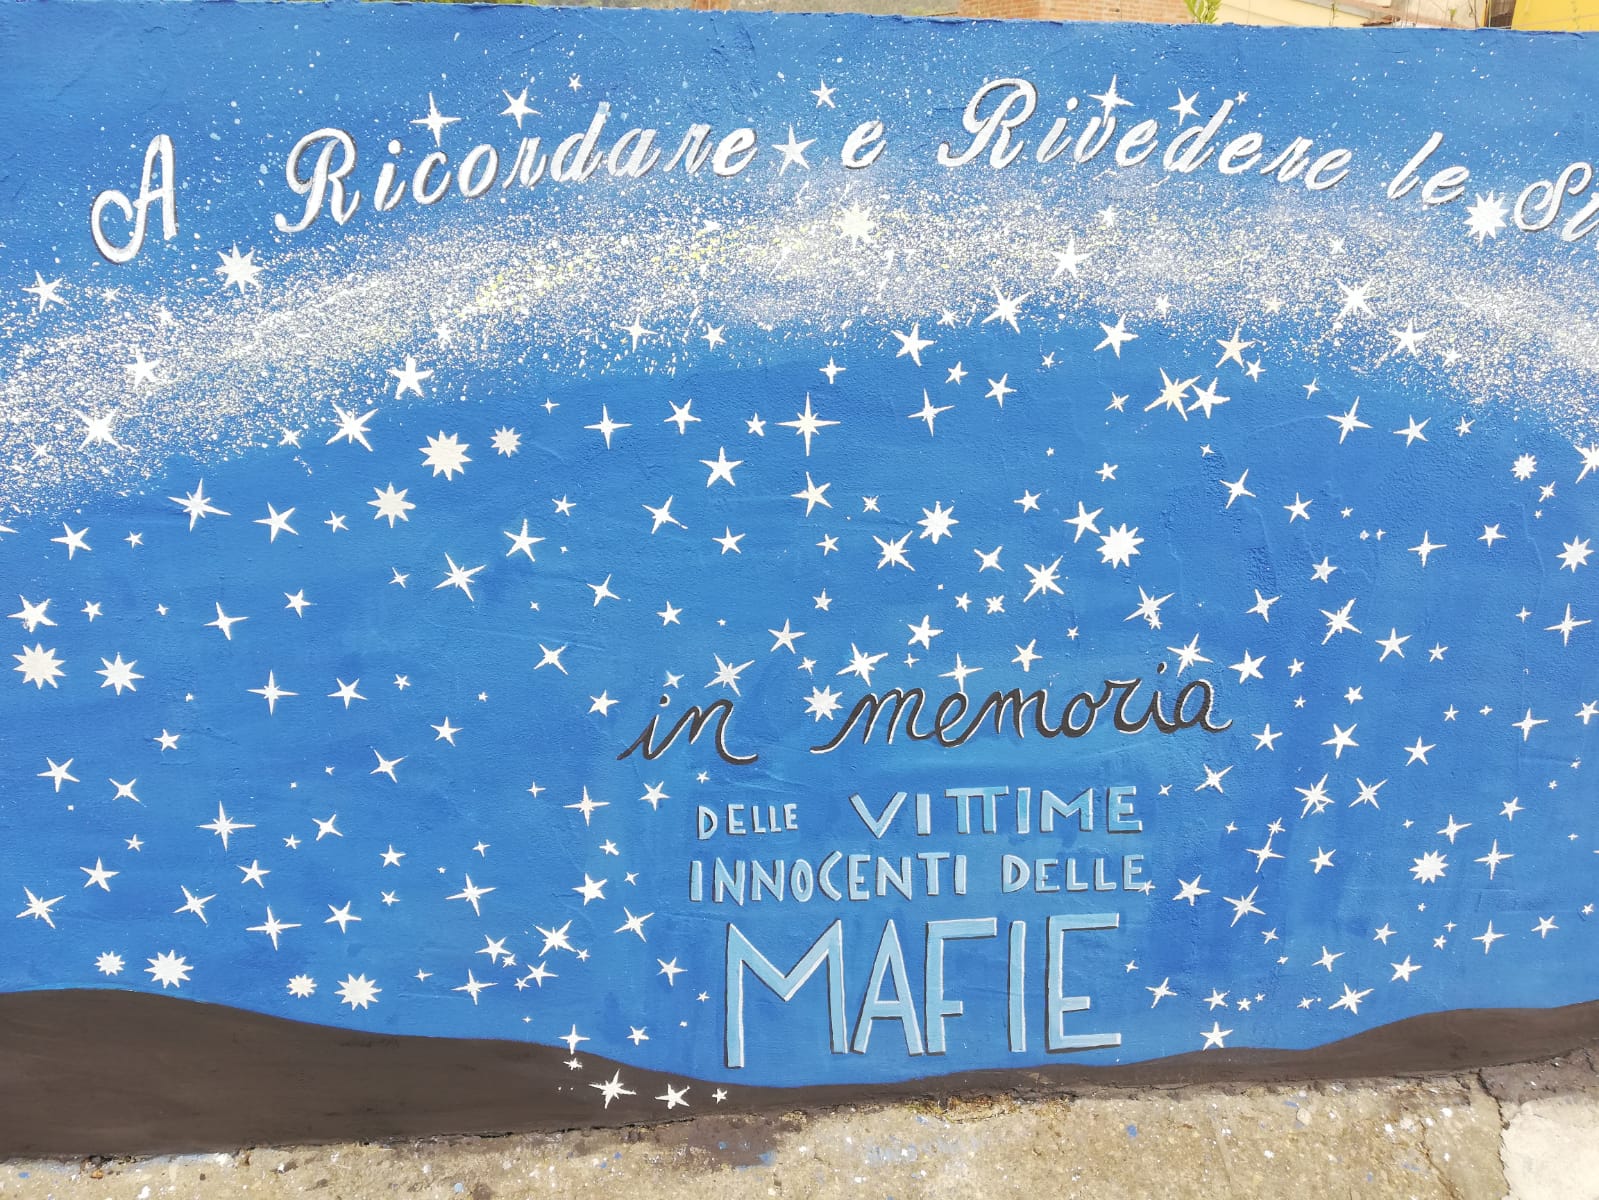 A Ricordare e Rivedere le
in memoria
DELLE VITTIME
INNOCENTI DELLE
MAFIE